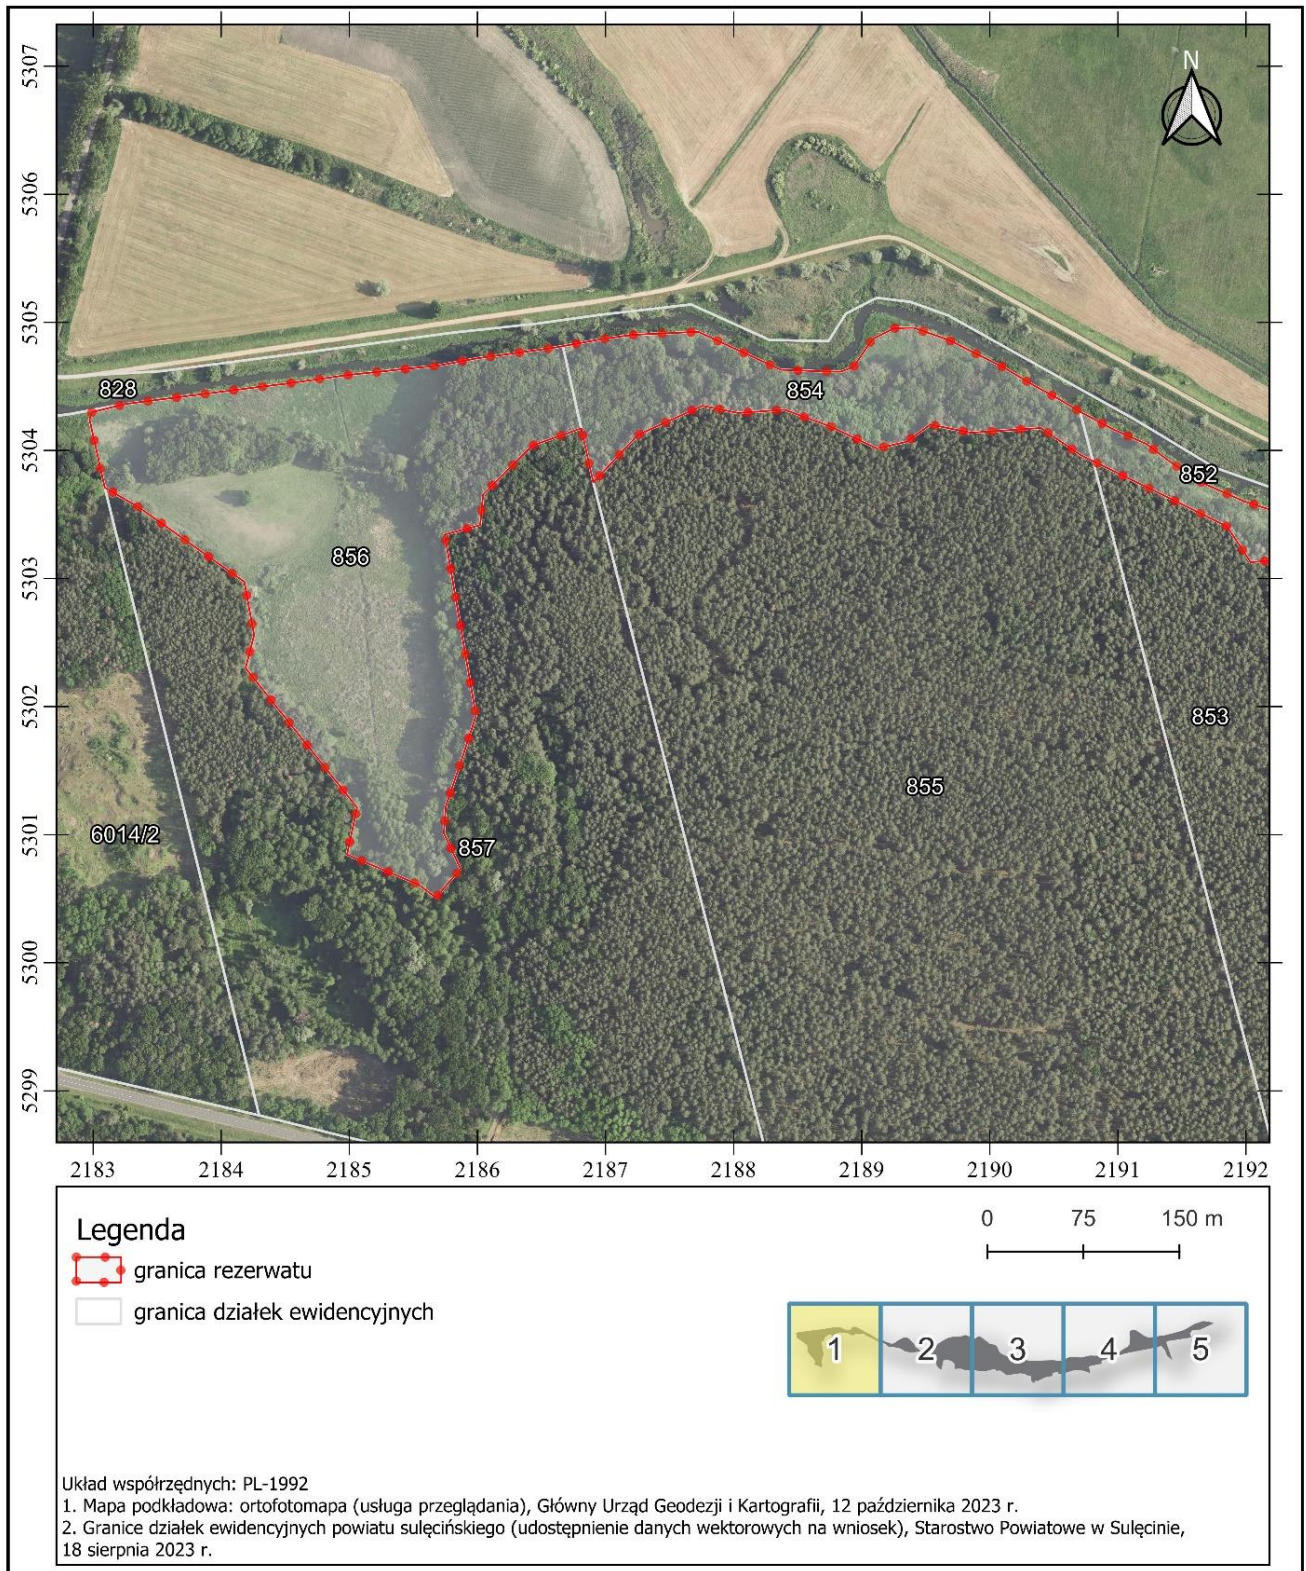 N
5307
5306
5305
5304
5303
5302
5301
5300
5299
828
854
852
856
853
855
6014/2
857
2183 2184 2185 2186 2187 2188 2189 2190 2191 2192
Legenda
granica rezerwatu
granica działek ewidencyjnych
0 75 150 m
1 2 3 4 5
Układ współrzędnych: PL-1992
1. Mapa podkładowa: ortofotomapa (usługa przeglądania), Główny Urząd Geodezji i Kartografii, 12 października 2023 r.
2. Granice działek ewidencyjnych powiatu sulęcińskiego (udostępnienie danych wektorowych na wniosek), Starostwo Powiatowe w Sulęcinie,
18 sierpnia 2023 r.